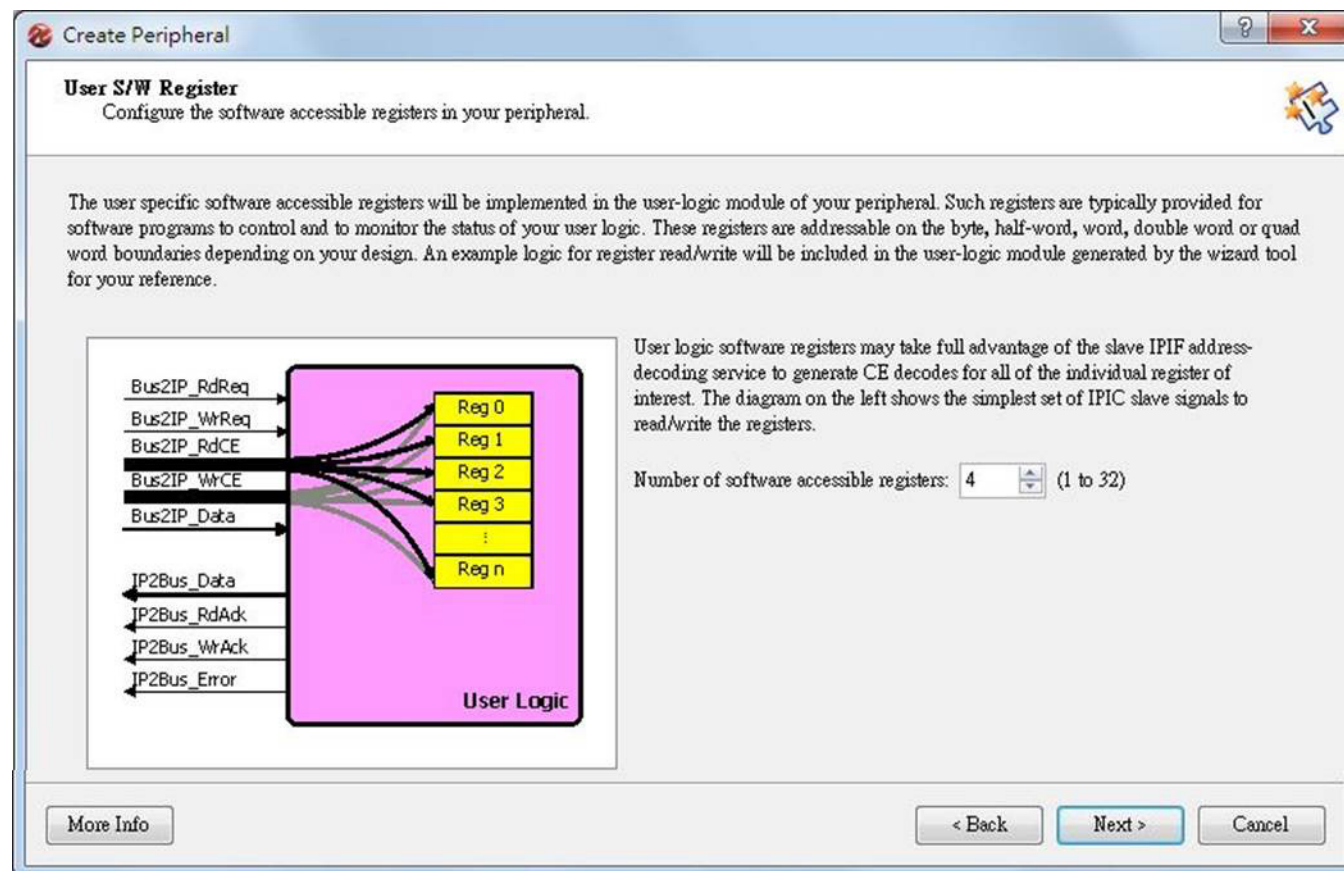 Create Peripheral
User S/W Register
Configure the software accessible registers in your peripheral.
The user specific software accessible registers will be implemented in the user-logic module of your peripheral. Such registers are typically provided for
software programs to control and to monitor the status of your user logic. These registers are addressable on the byte, half-word, word, double word or quad
word boundaries depending on your design. An example logic for register read/write will be included in the user-logic module generated by the wizard tool
for your reference.
Bus2IP_RdReq
Bus2IP_WrReq
Bus2IP_RdCE
Bus2IP_WrCE
Bus2IP_Data
IP2Bus_Data
IP2Bus_RdAck
IP2Bus_WrAck
IP2Bus_Error
Reg 0
Reg 1
Reg 2
Reg 3
⋮
Reg n
User Logic
User logic software registers may take full advantage of the slave IPIF address-
decoding service to generate CE decodes for all of the individual register of
interest. The diagram on the left shows the simplest set of IPIC slave signals to
read/write the registers.
Number of software accessible registers: 4 (1 to 32)
More Info
< Back
Next >
Cancel